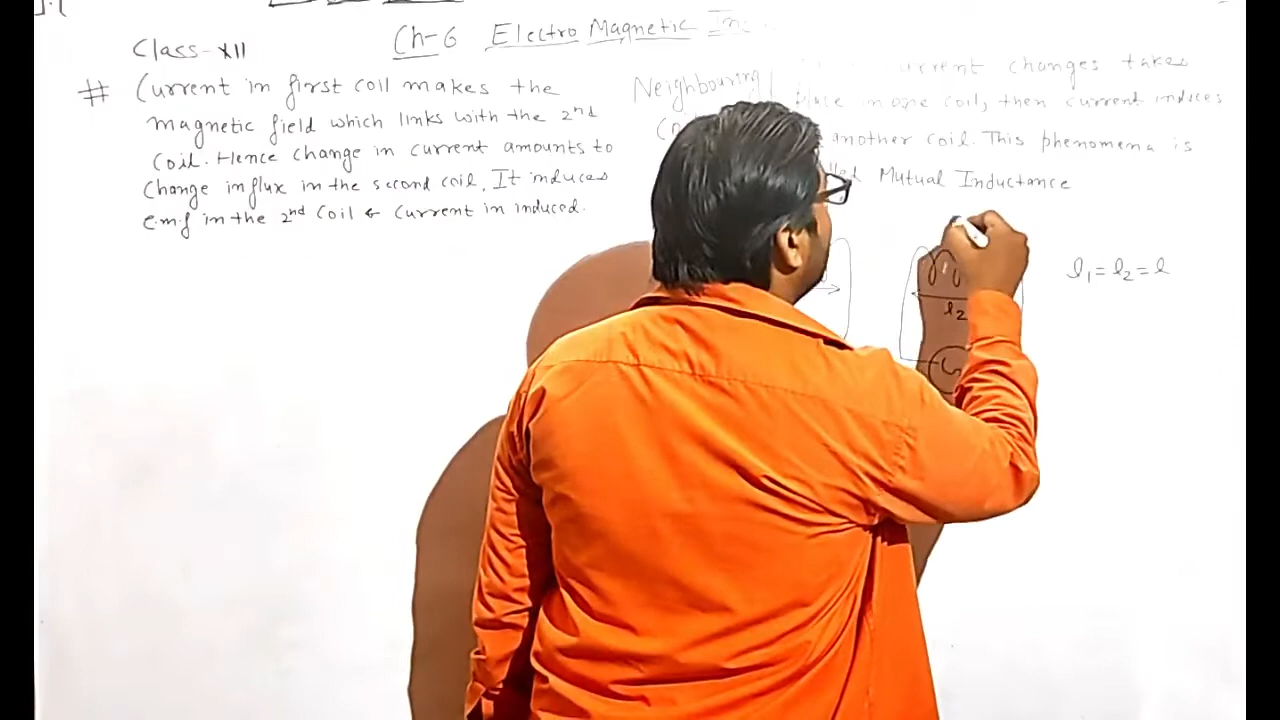 Class-XII
Ch-6 Electro Magnetic In
# Current in first coil makes the
magnetic field which links with the 2nd
Coil. Hence change in current amounts to
Change in flux in the second coil. It induces
e.m.f in the 2nd Coil & Current in induced.
Neighbouring
current changes takes
place in one coil, then current induces
another coil. This phenomena is
Mutual Inductance
l2
l1 = l2 = l